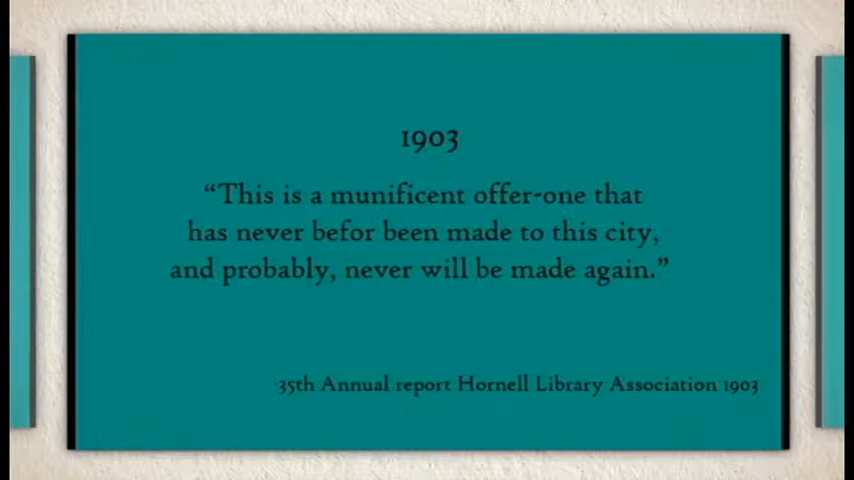 1903
“This is a munificent offer-one that
has never befor been made to this city,
and probably, never will be made again.”
35th Annual report Hornell Library Association 1903